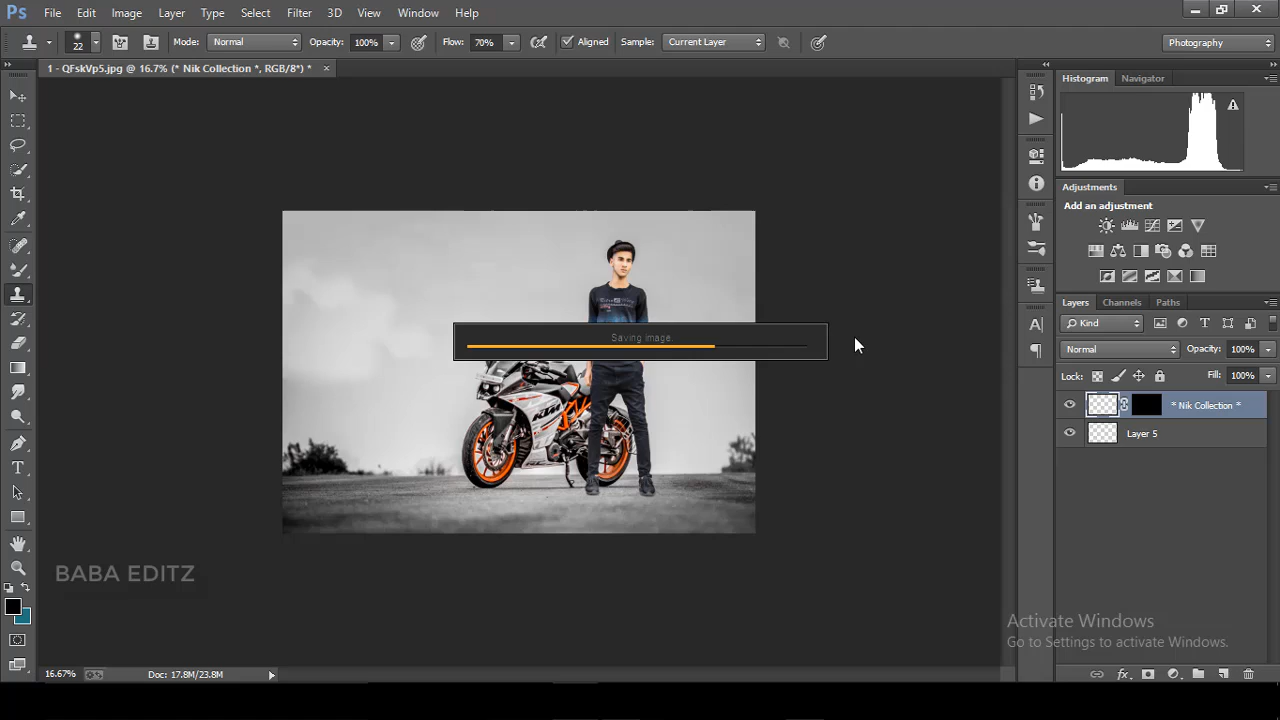 Ps File Edit Image Layer Type Select Filter 3D View Window Help
22 Mode: Normal Opacity: 100% Flow: 70% Aligned Sample: Current Layer Photography
1 - QFskVp5.jpg @ 16.7% (* Nik Collection *, RGB/8*) * ×
Histogram Navigator
Adjustments
Add an adjustment
Layers Channels Paths
Kind
Normal Opacity: 100%
Lock: Fill: 100%
* Nik Collection *
Layer 5
Saving image.
KTM
BABA EDITZ
Activate Windows
Go to Settings to activate Windows.
16.67% Doc: 17.8M/23.8M